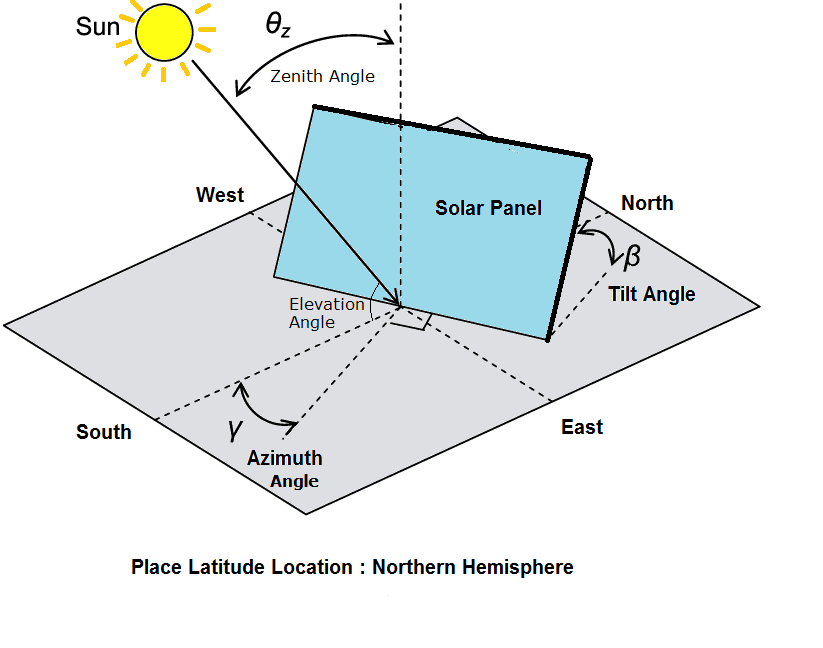 Sun
θz
Zenith Angle
West
Solar Panel
North
β
Tilt Angle
Elevation
Angle
South
γ
Azimuth
Angle
East
Place Latitude Location : Northern Hemisphere